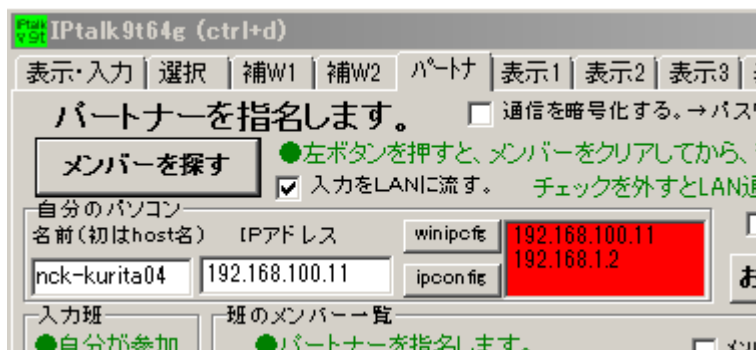 IPtalk9t64g (ctrl+d)
表示・入力 選択 補W1 補W2 パートナ 表示1 表示2 表示3
パートナーを指名します。 通信を暗号化する。→パス
メンバーを探す ●左ボタンを押すと、メンバーをクリアしてから、
入力をLANに流す。 チェックを外すとLAN通
自分のパソコン
名前(初はhost名) IPアドレス winipcfg 192.168.100.11
192.168.1.2
nck-kurita04 192.168.100.11 ipconfig お
入力班 班のメンバー一覧
●自分が参加 ●パートナーを指名します。 メン